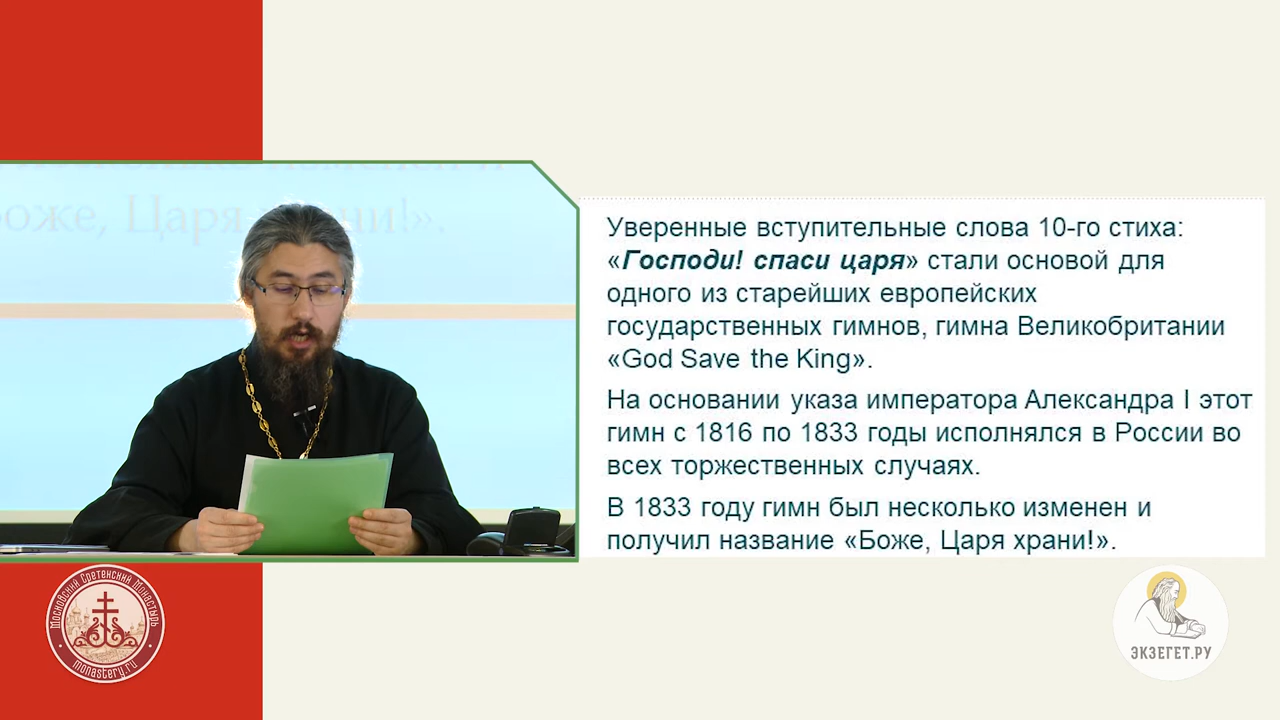 оже, Царя храни!».
Уверенные вступительные слова 10-го стиха:
«Господи! спаси царя» стали основой для
одного из старейших европейских
государственных гимнов, гимна Великобритании
«God Save the King».
На основании указа императора Александра I этот
гимн с 1816 по 1833 годы исполнялся в России во
всех торжественных случаях.
В 1833 году гимн был несколько изменен и
получил название «Боже, Царя храни!».
Московский Сретенский Монастырь
monastery.ru
ЭКЗЕГЕТ.РУ